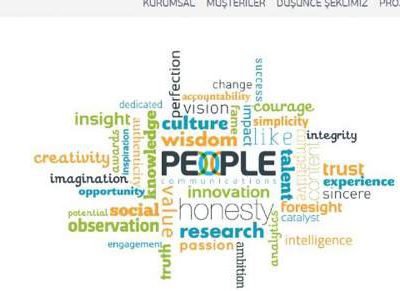 KURUMSAL MÜŞTERİLER DÜŞÜNCE ŞEKLİMİZ
perfection
success
change
accountability
dedicated
vision
fame
impact
courage
insight
knowledge
authenticity
inspiration
awards
culture
simplicity
wisdom
like
integrity
creativity
PEOPLE
communications
talent
competitive
content
trust
imagination
experience
opportunity
innovation
sincere
potential
social
value
honesty
foresight
catalyst
observation
research
analytics
engagement
passion
intelligence
truth
ambition